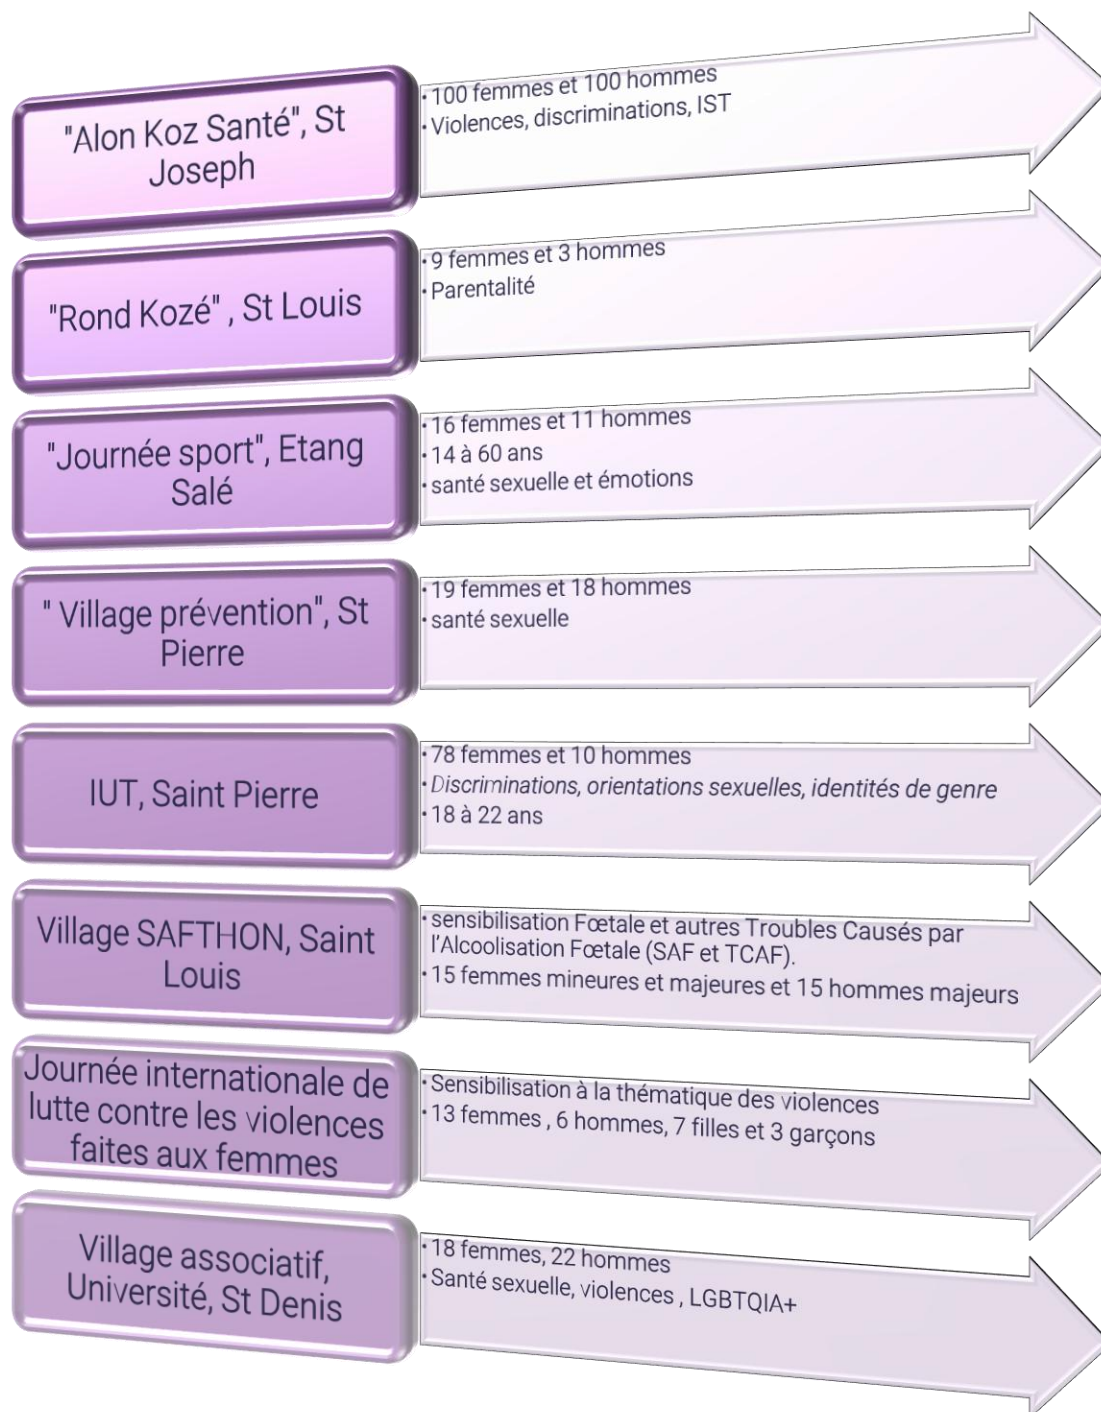 "Alon Koz Santé", St
Joseph
· 100 femmes et 100 hommes
· Violences, discriminations, IST
"Rond Kozé" , St Louis
· 9 femmes et 3 hommes
· Parentalité
"Journée sport", Etang
Salé
· 16 femmes et 11 hommes
· 14 à 60 ans
· santé sexuelle et émotions
" Village prévention", St
Pierre
· 19 femmes et 18 hommes
· santé sexuelle
IUT, Saint Pierre
· 78 femmes et 10 hommes
· Discriminations, orientations sexuelles, identités de genre
· 18 à 22 ans
Village SAFTHON, Saint
Louis
· sensibilisation Fœtale et autres Troubles Causés par
l'Alcoolisation Fœtale (SAF et TCAF).
· 15 femmes mineures et majeures et 15 hommes majeurs
Journée internationale de
lutte contre les violences
faites aux femmes
· Sensibilisation à la thématique des violences
· 13 femmes , 6 hommes, 7 filles et 3 garçons
Village associatif,
Université, St Denis
· 18 femmes, 22 hommes
· Santé sexuelle, violences , LGBTQIA+